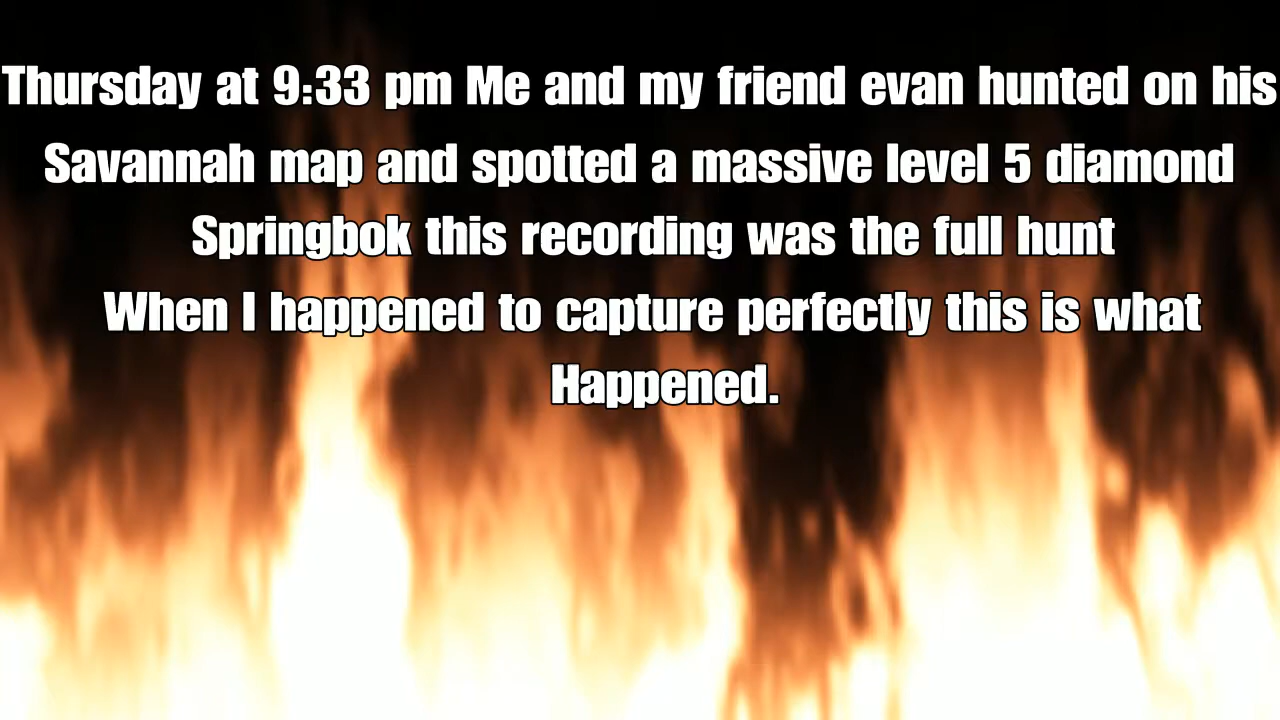 Thursday at 9:33 pm Me and my friend evan hunted on his
Savannah map and spotted a massive level 5 diamond
Springbok this recording was the full hunt
When I happened to capture perfectly this is what
Happened.